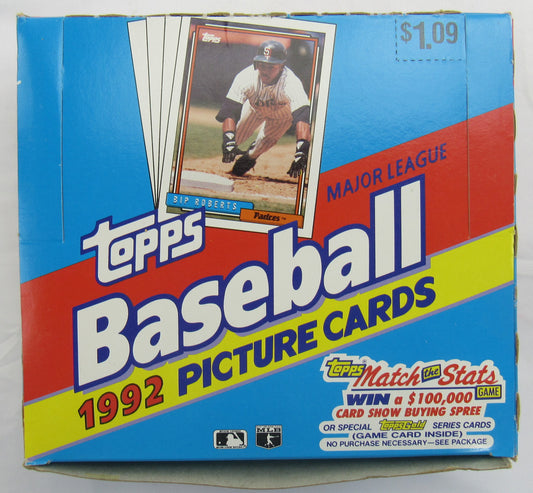 $1.09
Topps
BIP ROBERTS
Padres
MAJOR LEAGUE
Topps
Baseball
1992 PICTURE CARDS
Topps Match the Stats GAME
WIN a $100,000
CARD SHOW BUYING SPREE
OR SPECIAL Topps Gold SERIES CARDS
(GAME CARD INSIDE)
NO PURCHASE NECESSARY—SEE PACKAGE
MLB